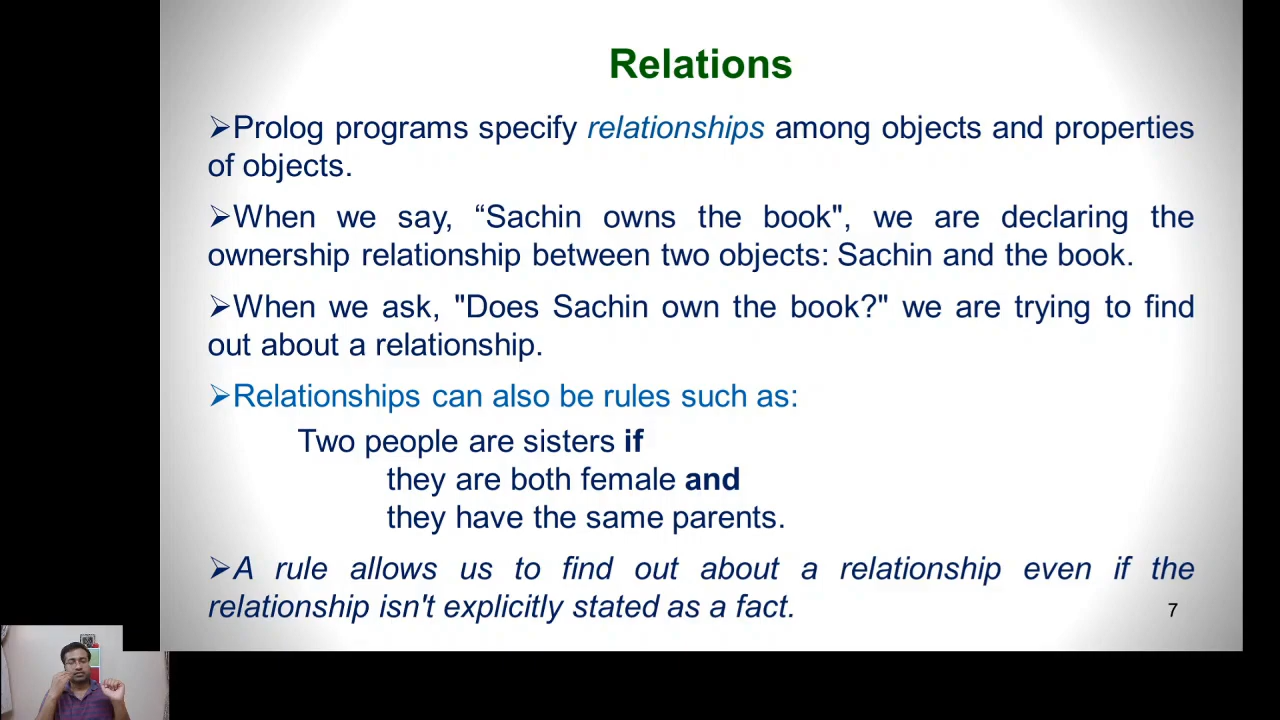 Relations
➢Prolog programs specify relationships among objects and properties
of objects.
➢When we say, “Sachin owns the book", we are declaring the
ownership relationship between two objects: Sachin and the book.
➢When we ask, "Does Sachin own the book?" we are trying to find
out about a relationship.
➢Relationships can also be rules such as:
Two people are sisters if
they are both female and
they have the same parents.
➢A rule allows us to find out about a relationship even if the
relationship isn't explicitly stated as a fact.
7